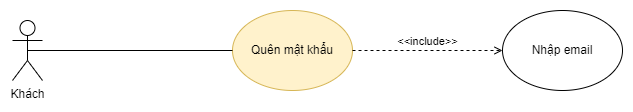 Khách
Quên mật khẩu
<<include>>
Nhập email